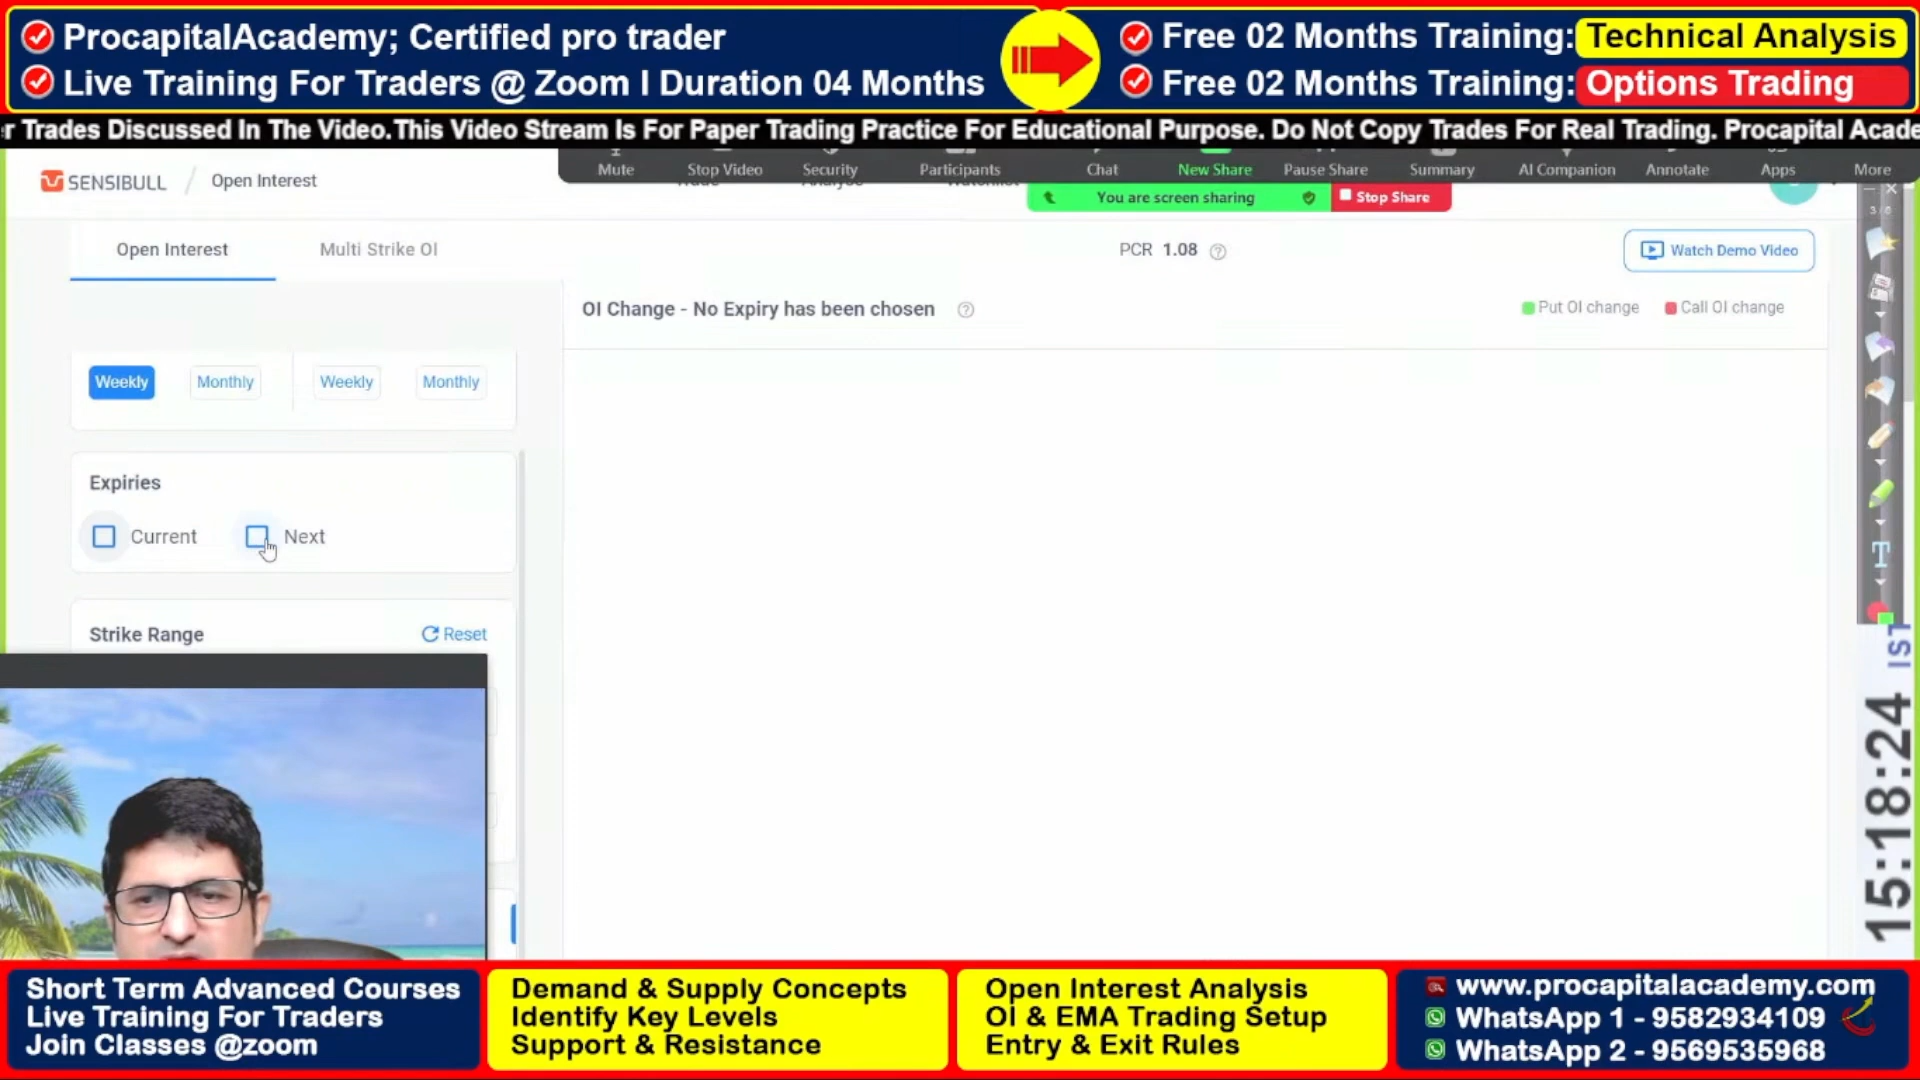 ProcapitalAcademy; Certified pro trader
Live Training For Traders @ Zoom I Duration 04 Months
Free 02 Months Training: Technical Analysis
Free 02 Months Training: Options Trading
r Trades Discussed In The Video.This Video Stream Is For Paper Trading Practice For Educational Purpose. Do Not Copy Trades For Real Trading. Procapital Acade
Mute Stop Video Security Participants Chat New Share Pause Share Summary AI Companion Annotate Apps More
You are screen sharing Stop Share
SENSIBULL / Open Interest
Open Interest Multi Strike OI PCR 1.08 Watch Demo Video
OI Change - No Expiry has been chosen Put OI change Call OI change
Weekly Monthly Weekly Monthly
Expiries
Current Next
Strike Range Reset
15:18:24 IST
Short Term Advanced Courses
Live Training For Traders
Join Classes @zoom
Demand & Supply Concepts
Identify Key Levels
Support & Resistance
Open Interest Analysis
OI & EMA Trading Setup
Entry & Exit Rules
www.procapitalacademy.com
WhatsApp 1 - 9582934109
WhatsApp 2 - 9569535968